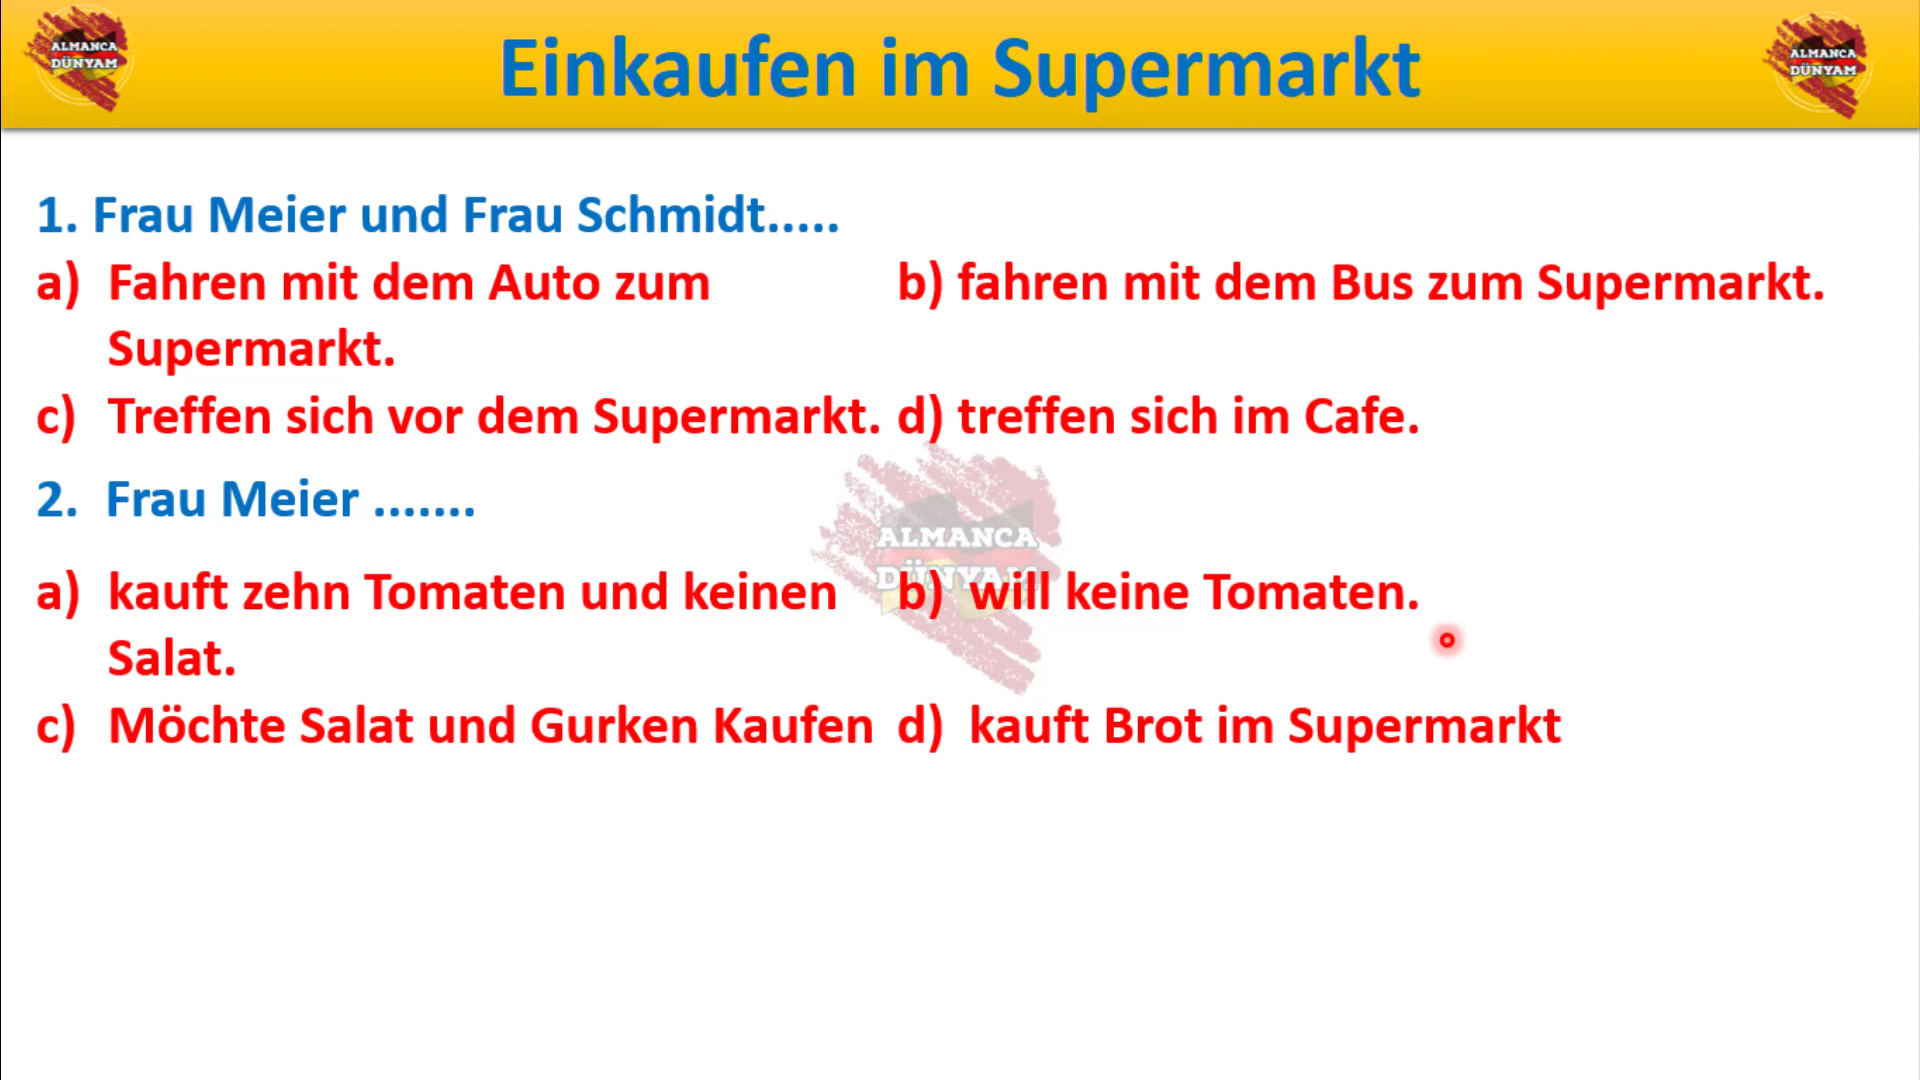 ALMANCA
DÜNYAM
Einkaufen im Supermarkt
ALMANCA
DÜNYAM
1. Frau Meier und Frau Schmidt.....
a) Fahren mit dem Auto zum
Supermarkt.
b) fahren mit dem Bus zum Supermarkt.
c) Treffen sich vor dem Supermarkt.
d) treffen sich im Cafe.
2. Frau Meier .......
ALMANCA
DÜNYAM
a) kauft zehn Tomaten und keinen
Salat.
b) will keine Tomaten.
c) Möchte Salat und Gurken Kaufen
d) kauft Brot im Supermarkt